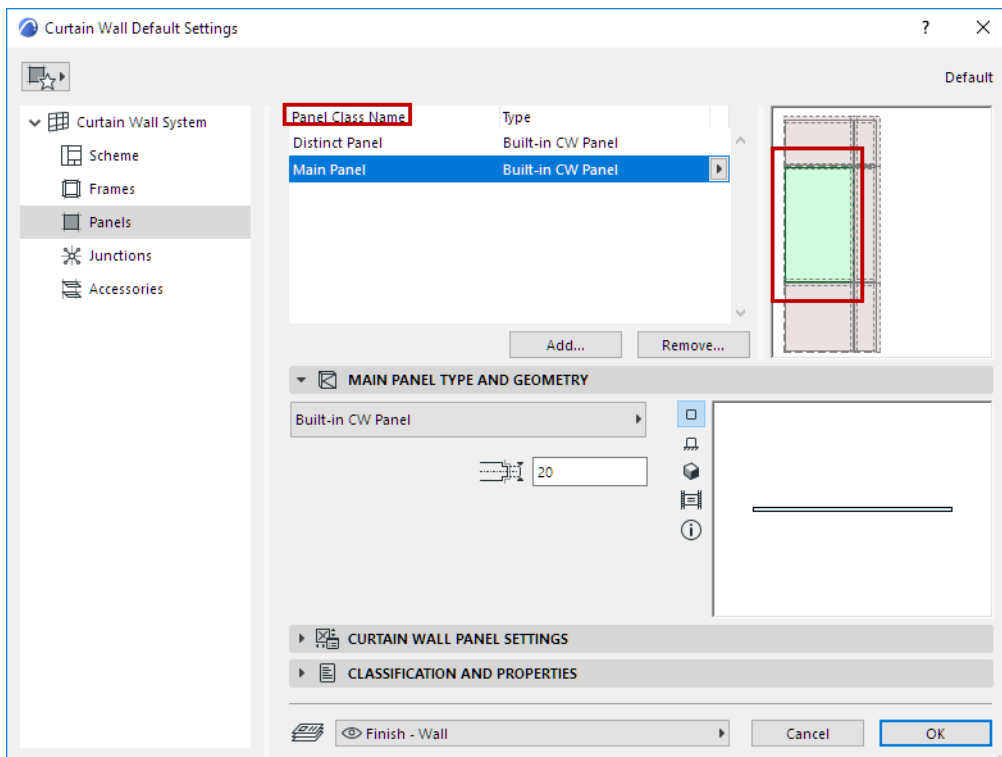 Curtain Wall Default Settings
?
Default
Curtain Wall System
Scheme
Frames
Panels
Junctions
Accessories
Panel Class Name Type
Distinct Panel Built-in CW Panel
Main Panel Built-in CW Panel
Add... Remove...
MAIN PANEL TYPE AND GEOMETRY
Built-in CW Panel
20
CURTAIN WALL PANEL SETTINGS
CLASSIFICATION AND PROPERTIES
Finish - Wall
Cancel OK